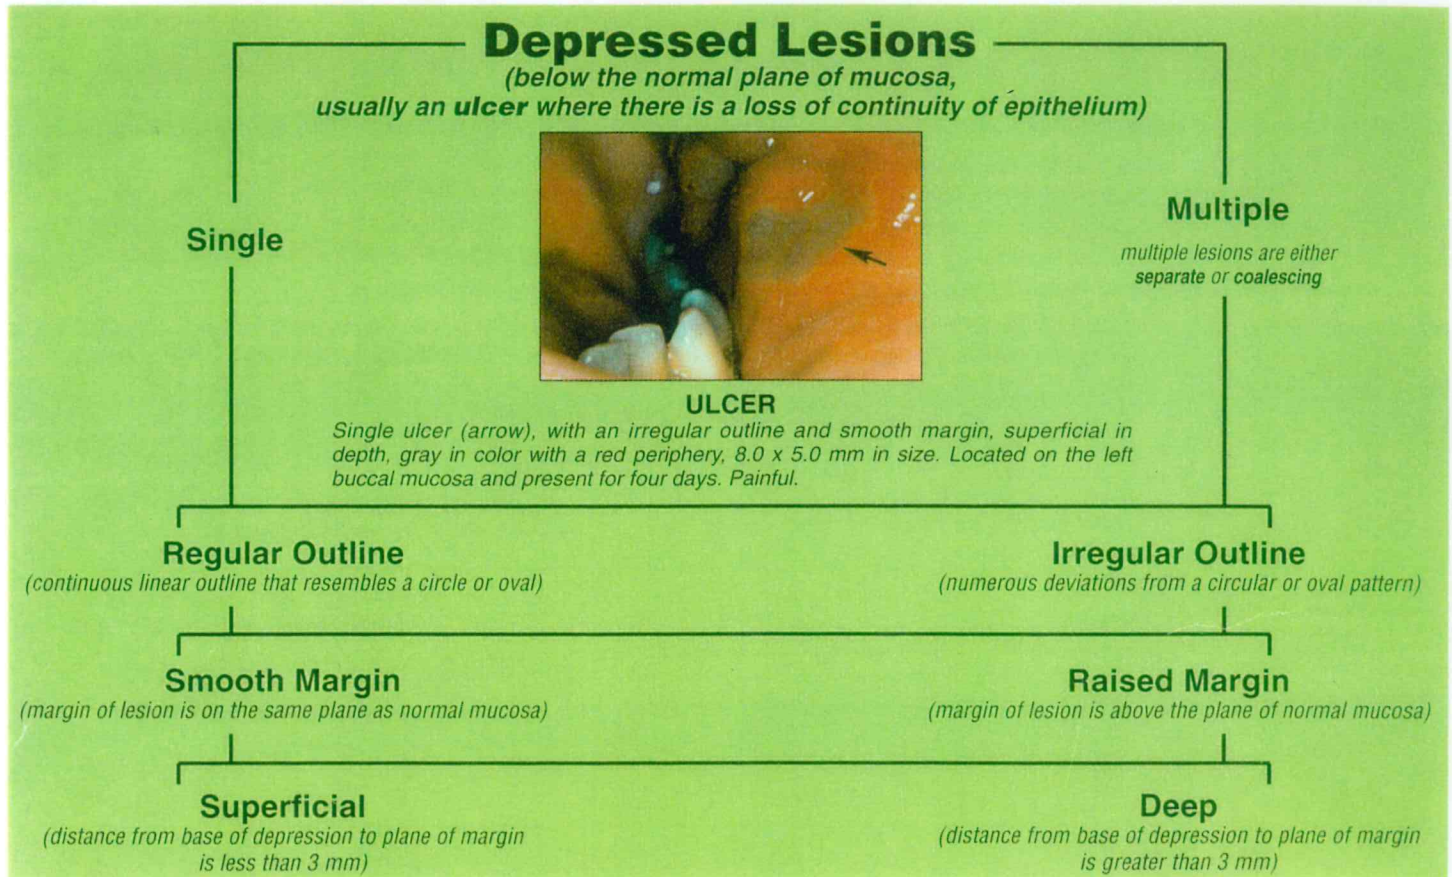 Depressed Lesions
(below the normal plane of mucosa,
usually an ulcer where there is a loss of continuity of epithelium)
Single
Multiple
multiple lesions are either
separate or coalescing
ULCER
Single ulcer (arrow), with an irregular outline and smooth margin, superficial in
depth, gray in color with a red periphery, 8.0 x 5.0 mm in size. Located on the left
buccal mucosa and present for four days. Painful.
Regular Outline
(continuous linear outline that resembles a circle or oval)
Irregular Outline
(numerous deviations from a circular or oval pattern)
Smooth Margin
(margin of lesion is on the same plane as normal mucosa)
Raised Margin
(margin of lesion is above the plane of normal mucosa)
Superficial
(distance from base of depression to plane of margin
is less than 3 mm)
Deep
(distance from base of depression to plane of margin
is greater than 3 mm)